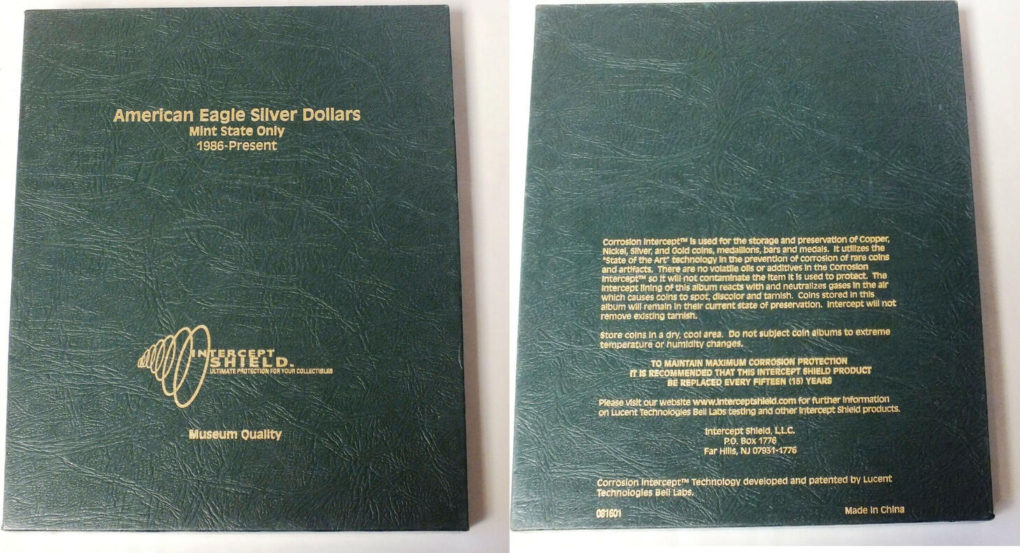 American Eagle Silver Dollars
Mint State Only
1986-Present
INTERCEPT
SHIELD.
ULTIMATE PROTECTION FOR YOUR COLLECTIBLES
Museum Quality
Corrosion Intercept™ is used for the storage and preservation of Copper,
Nickel, Silver, and Gold coins, medallions, bars and medals. It utilizes the
"State of the Art" technology in the prevention of corrosion of rare coins
and artifacts. There are no volatile oils or additives in the Corrosion
Intercept™ so it will not contaminate the item it is used to protect. The
Intercept lining of this album reacts with and neutralizes gases in the air
which causes coins to spot, discolor and tarnish. Coins stored in this
album will remain in their current state of preservation. Intercept will not
remove existing tarnish.
Store coins in a dry, cool area. Do not subject coin albums to extreme
temperature or humidity changes.
TO MAINTAIN MAXIMUM CORROSION PROTECTION
IT IS RECOMMENDED THAT THIS INTERCEPT SHIELD PRODUCT
BE REPLACED EVERY FIFTEEN (15) YEARS
Please visit our website www.interceptshield.com for further information
on Lucent Technologies Bell Labs testing and other Intercept Shield products.
Intercept Shield, L.L.C.
P.O. Box 1776
Far Hills, NJ 07931-1776
Corrosion Intercept™ Technology developed and patented by Lucent
Technologies Bell Labs.
081601
Made in China